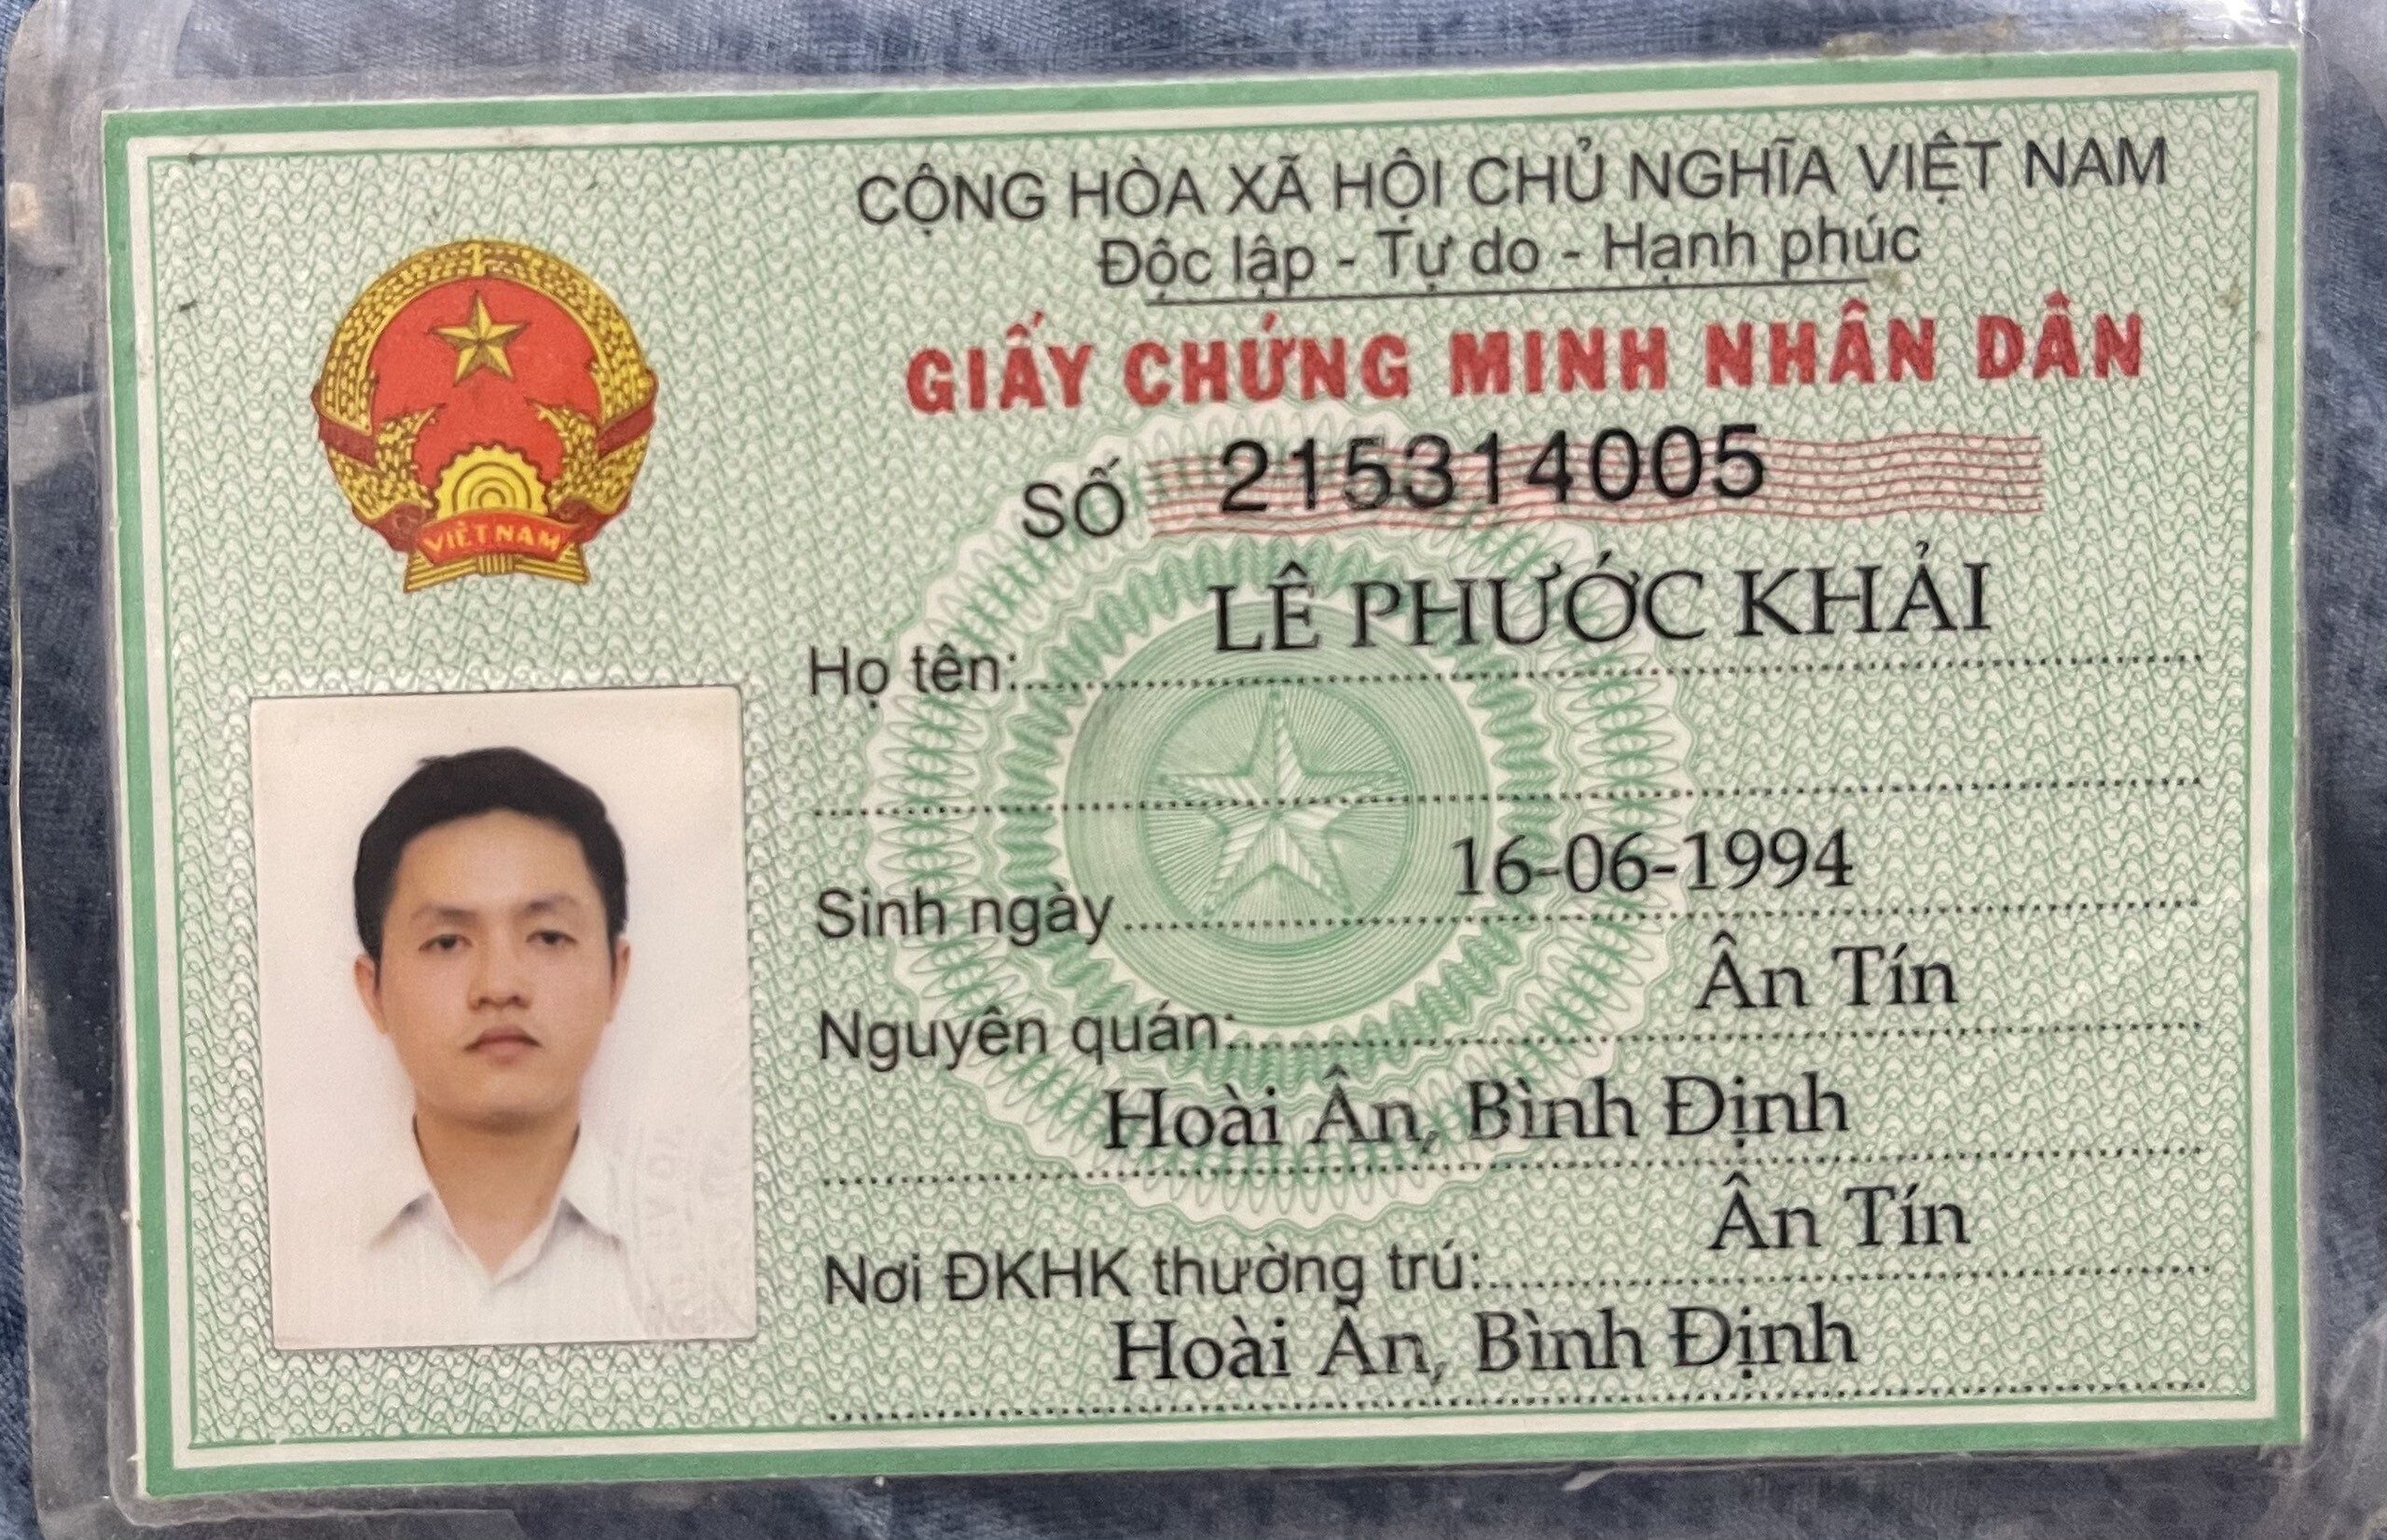 CỘNG HÒA XÃ HỘI CHỦ NGHĨA VIỆT NAM
Độc lập - Tự do - Hạnh phúc
GIẤY CHỨNG MINH NHÂN DÂN
SỐ 215314005
VIỆT NAM
Họ tên: LÊ PHƯỚC KHẢI
Sinh ngày 16-06-1994
Nguyên quán: Ân Tín
Hoài Ân, Bình Định
Nơi ĐKHK thường trú: Ân Tín
Hoài Ân, Bình Định